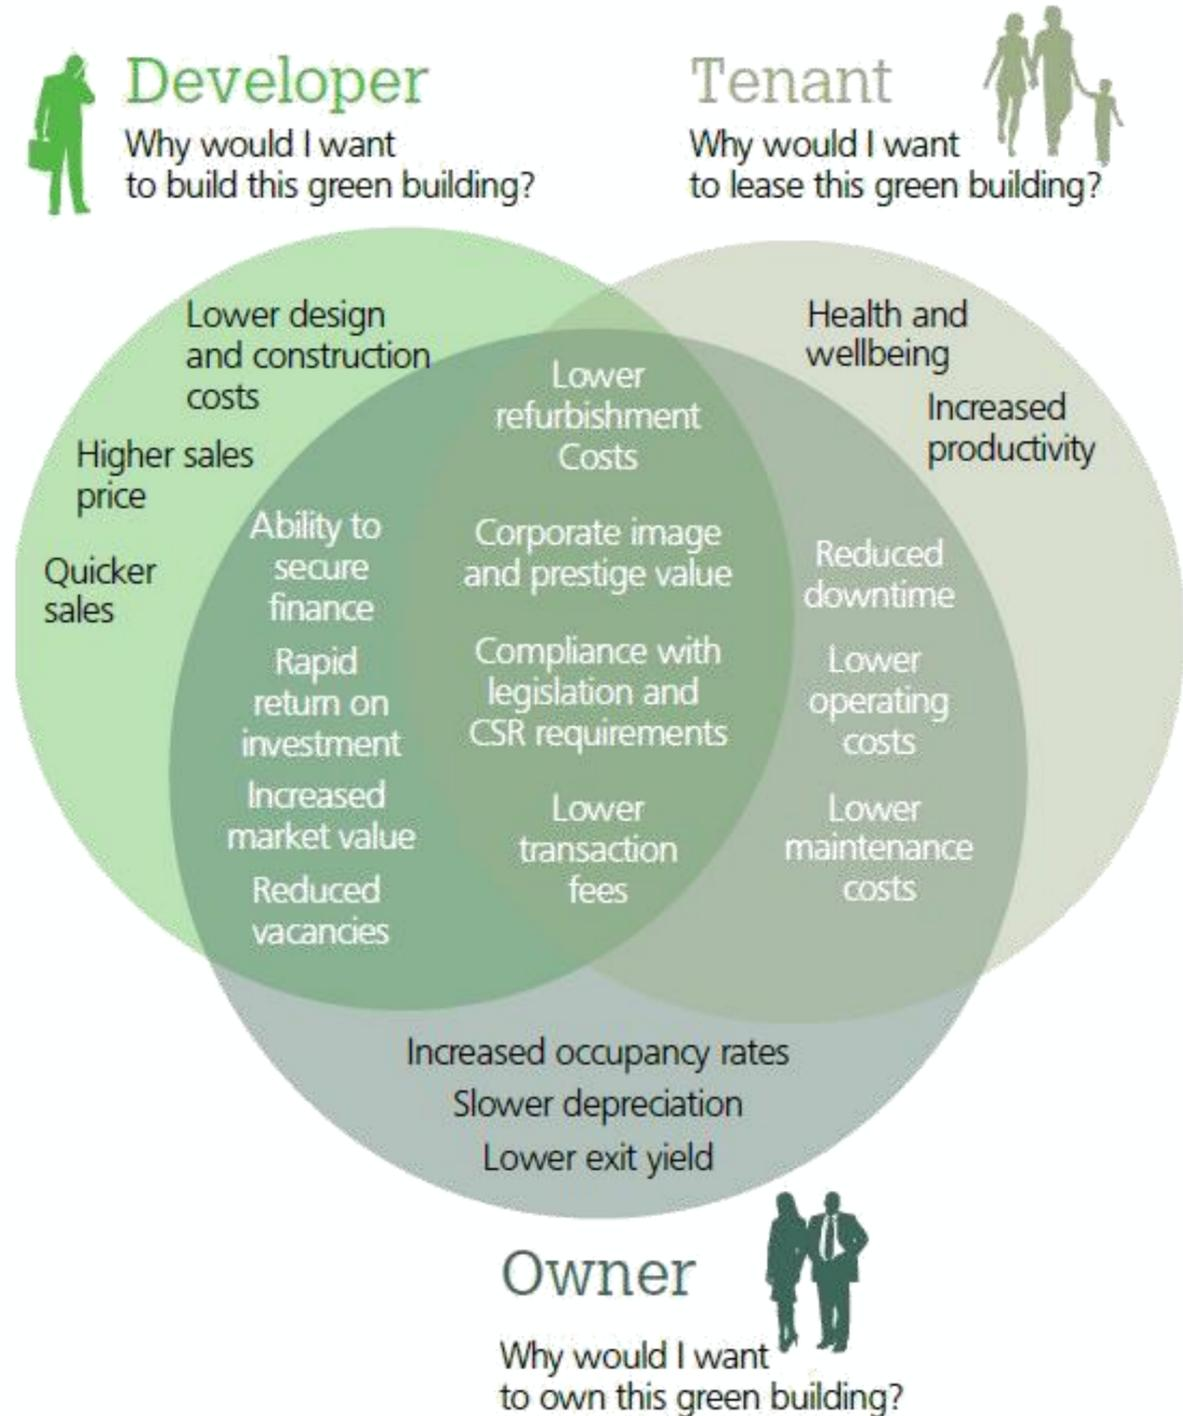 Developer
Why would I want
to build this green building?
Tenant
Why would I want
to lease this green building?
Lower design
and construction
costs
Higher sales
price
Quicker
sales
Health and
wellbeing
Increased
productivity
Ability to
secure
finance
Rapid
return on
investment
Increased
market value
Reduced
vacancies
Lower
refurbishment
Costs
Corporate image
and prestige value
Compliance with
legislation and
CSR requirements
Lower
transaction
fees
Reduced
downtime
Lower
operating
costs
Lower
maintenance
costs
Increased occupancy rates
Slower depreciation
Lower exit yield
Owner
Why would I want
to own this green building?